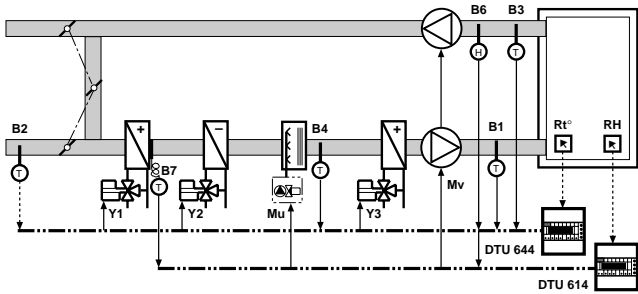 B6 B3
H T
B2 + − B4 + B1 Rt° RH
T B7 T T
T
Y1 Y2 Mu Y3 Mv
DTU 644
DTU 614